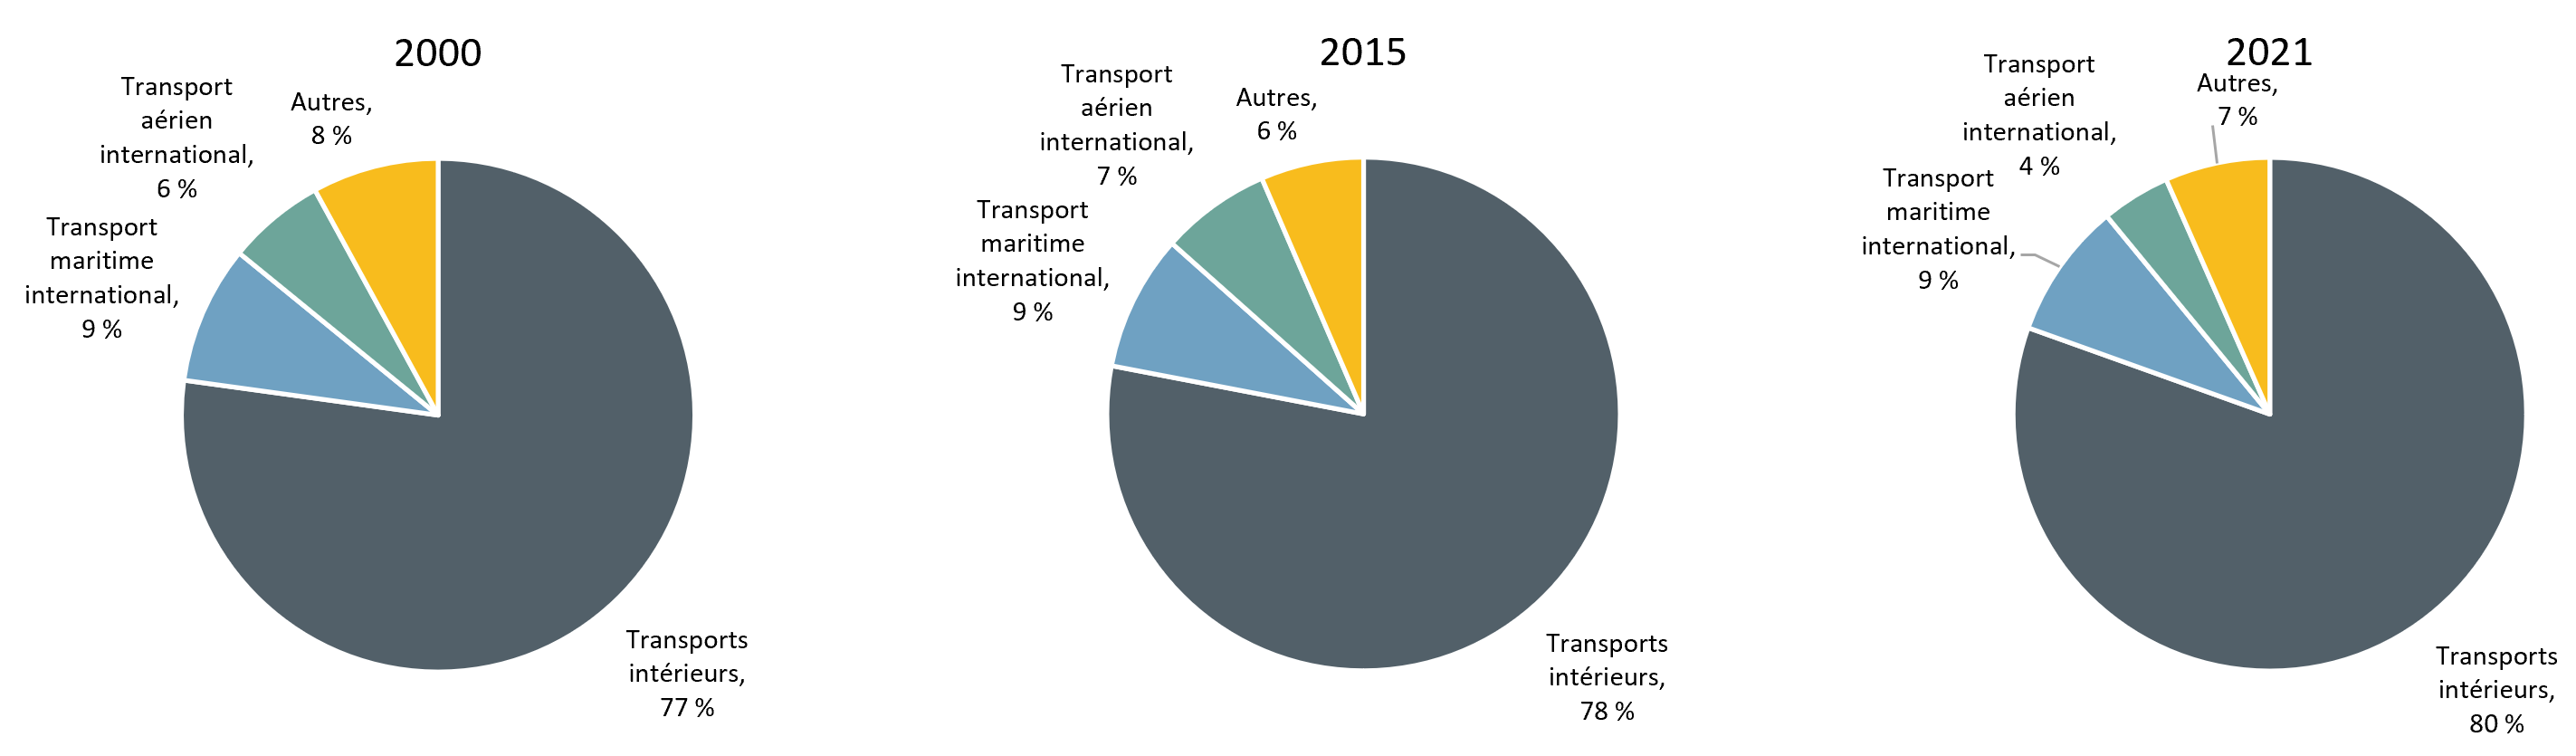 2000
Transport
aérien
international,
6 %
Autres,
8 %
Transport
maritime
international,
9 %
Transports
intérieurs,
77 %
2015
Transport
aérien
international,
7 %
Autres,
6 %
Transport
maritime
international,
9 %
Transports
intérieurs,
78 %
2021
Transport
aérien
international,
4 %
Autres,
7 %
Transport
maritime
international,
9 %
Transports
intérieurs,
80 %